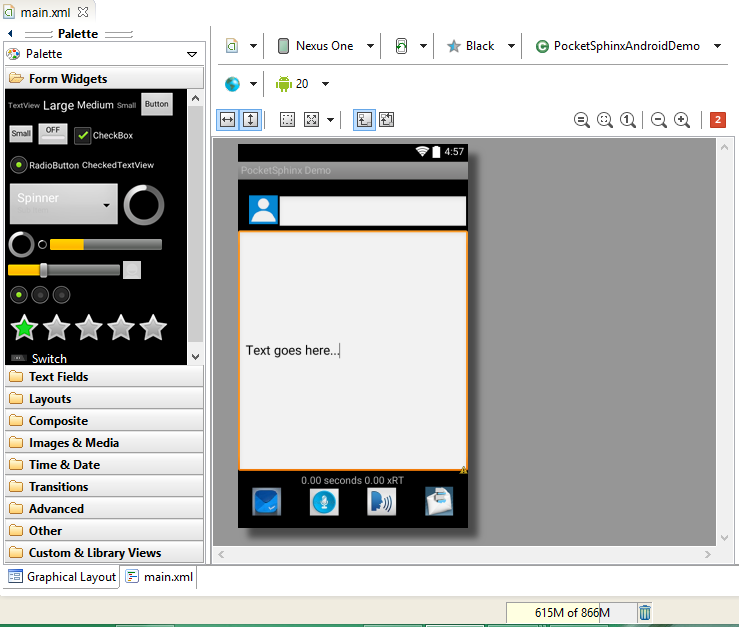 main.xml
Palette
Palette
Form Widgets
TextView Large Medium Small Button
Small OFF CheckBox
RadioButton CheckedTextView
Spinner
Switch
Text Fields
Layouts
Composite
Images & Media
Time & Date
Transitions
Advanced
Other
Custom & Library Views
Graphical Layout main.xml
Nexus One Black PocketSphinxAndroidDemo
20
1 2
4:57
PocketSphinx Demo
Text goes here...
0.00 seconds 0.00 xRT
615M of 866M